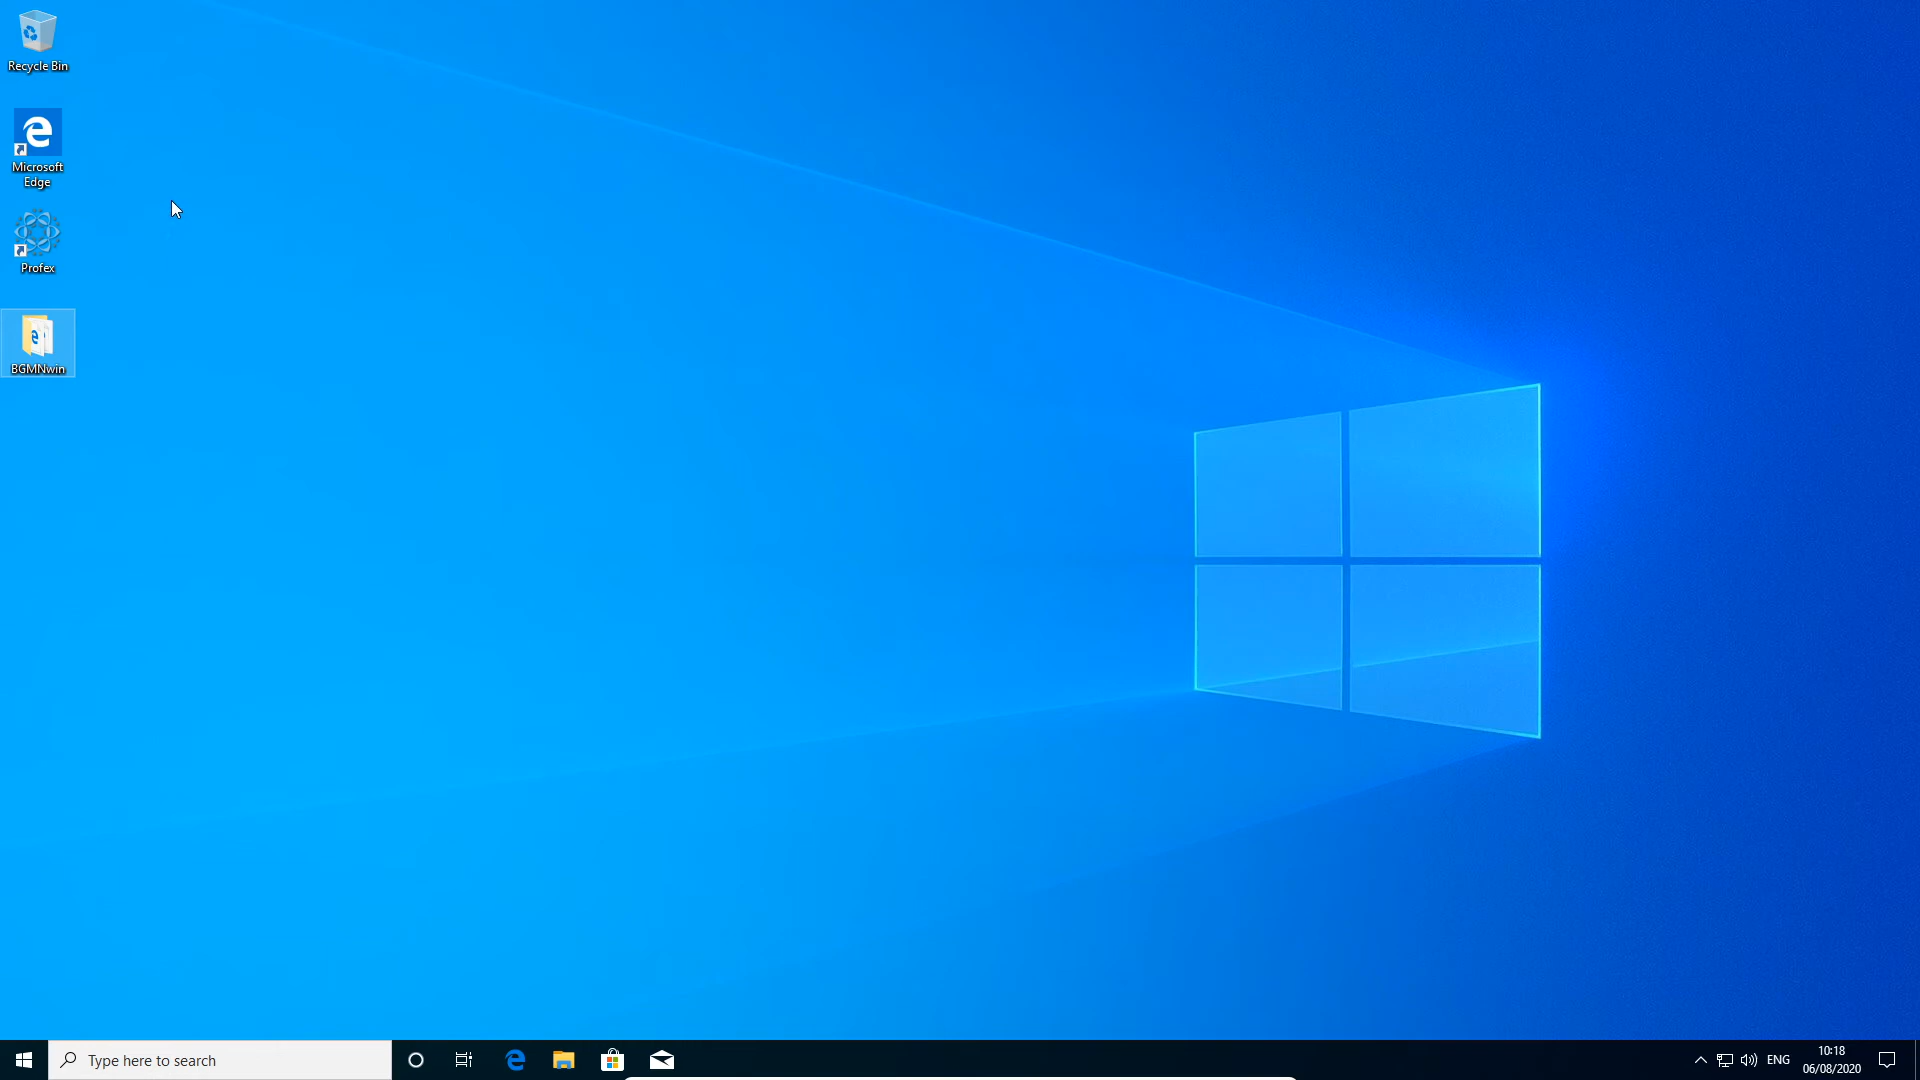 Recycle Bin
Microsoft
Edge
Profex
BGMNwin
Type here to search
ENG
10:18
06/08/2020